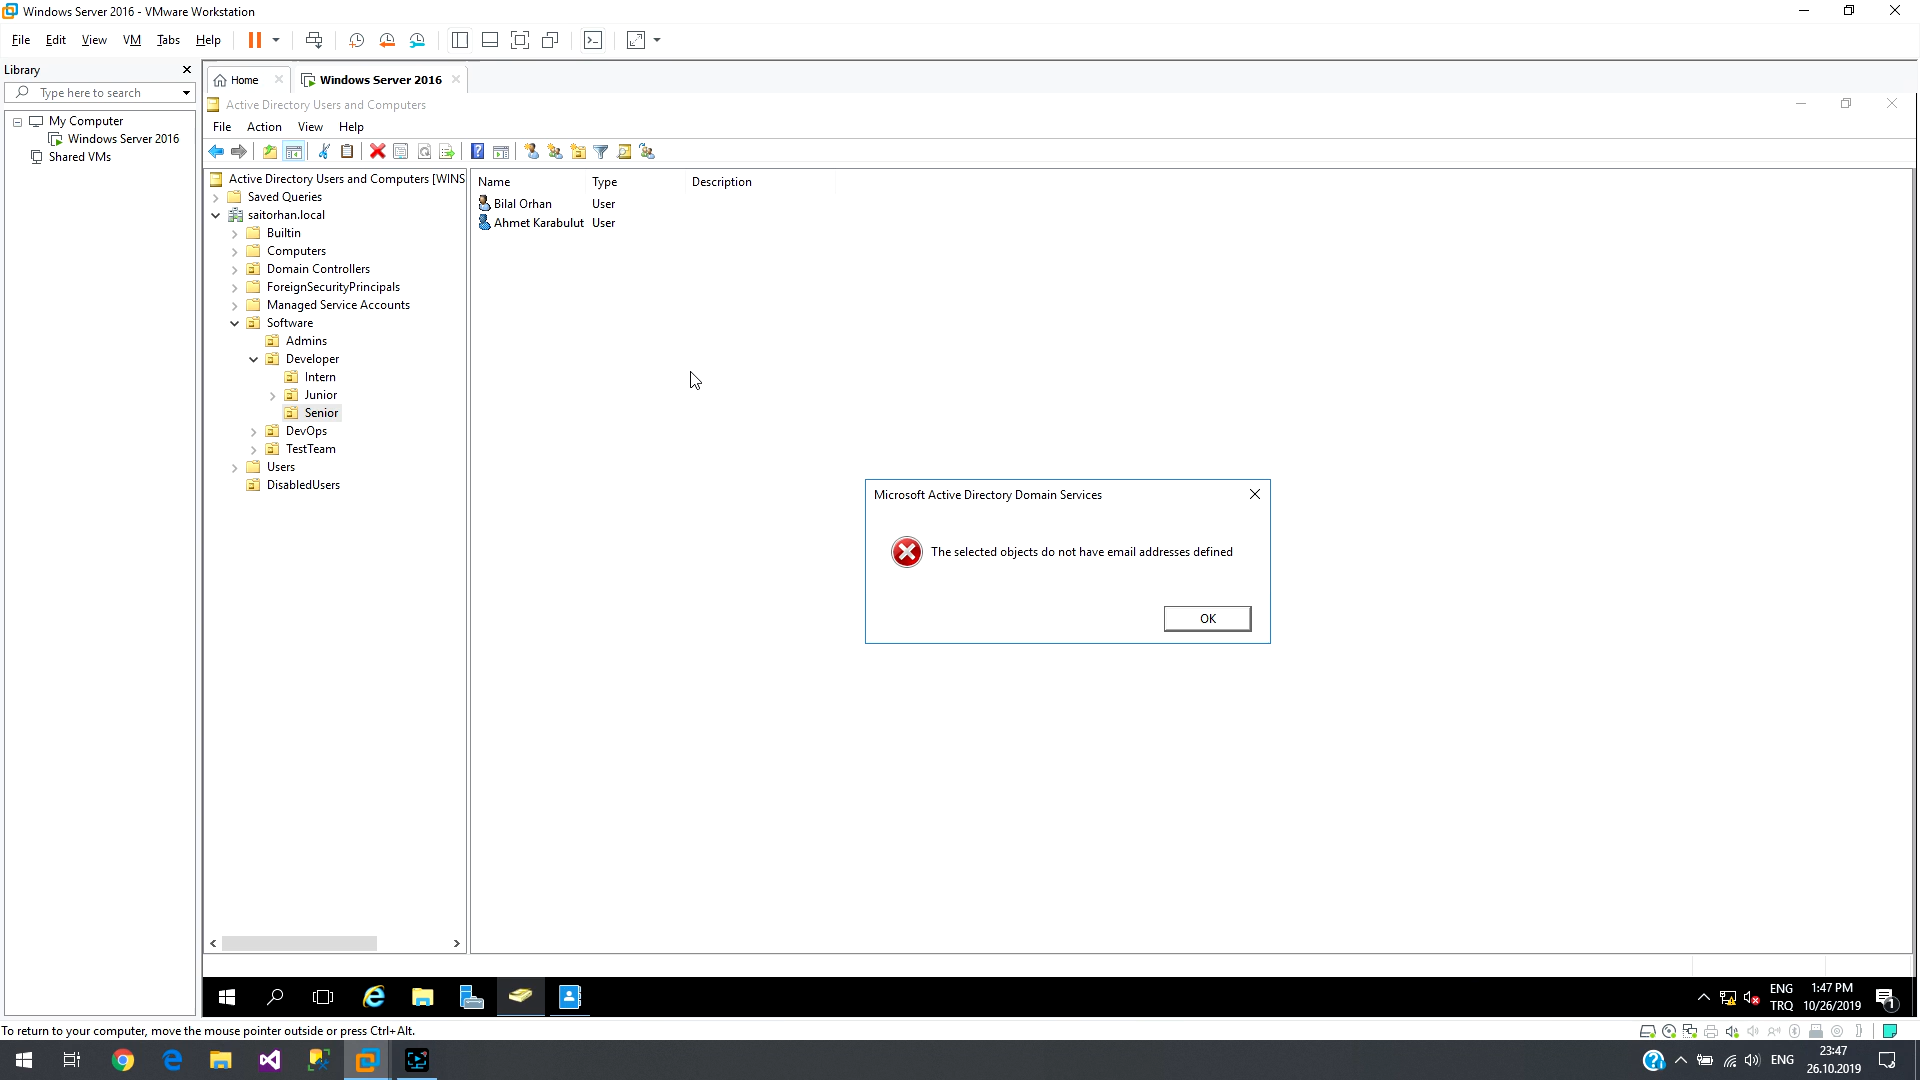 Windows Server 2016 - VMware Workstation
File Edit View VM Tabs Help
Library
Type here to search
My Computer
Windows Server 2016
Shared VMs
Home
Windows Server 2016
Active Directory Users and Computers
File Action View Help
Active Directory Users and Computers [WINS
Saved Queries
saitorhan.local
Builtin
Computers
Domain Controllers
ForeignSecurityPrincipals
Managed Service Accounts
Software
Admins
Developer
Intern
Junior
Senior
DevOps
TestTeam
Users
DisabledUsers
Name Type Description
Bilal Orhan User
Ahmet Karabulut User
Microsoft Active Directory Domain Services
The selected objects do not have email addresses defined
OK
ENG 1:47 PM
TRQ 10/26/2019
1
To return to your computer, move the mouse pointer outside or press Ctrl+Alt.
ENG
23:47
26.10.2019